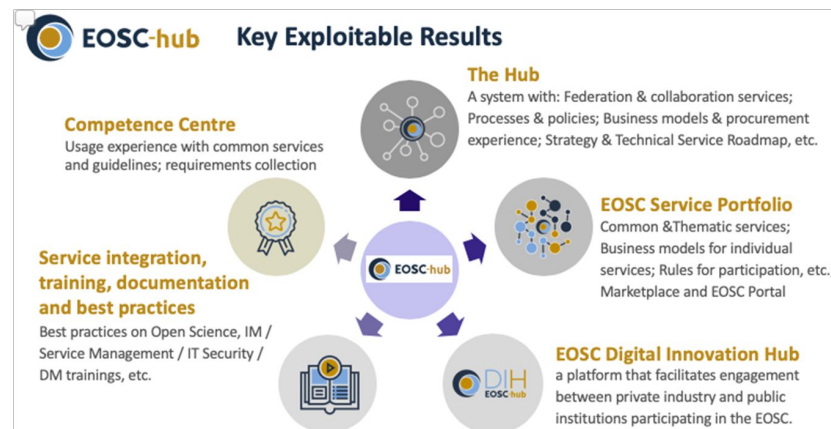 EOSC-hub
Key Exploitable Results
The Hub
A system with: Federation & collaboration services;
Processes & policies; Business models & procurement
experience; Strategy & Technical Service Roadmap, etc.
Competence Centre
Usage experience with common services
and guidelines; requirements collection
EOSC Service Portfolio
Common &Thematic services;
Business models for individual
services; Rules for participation, etc.
Marketplace and EOSC Portal
EOSC-hub
Service integration,
training, documentation
and best practices
Best practices on Open Science, IM /
Service Management / IT Security /
DM trainings, etc.
DIH
EOSC-hub
EOSC Digital Innovation Hub
a platform that facilitates engagement
between private industry and public
institutions participating in the EOSC.